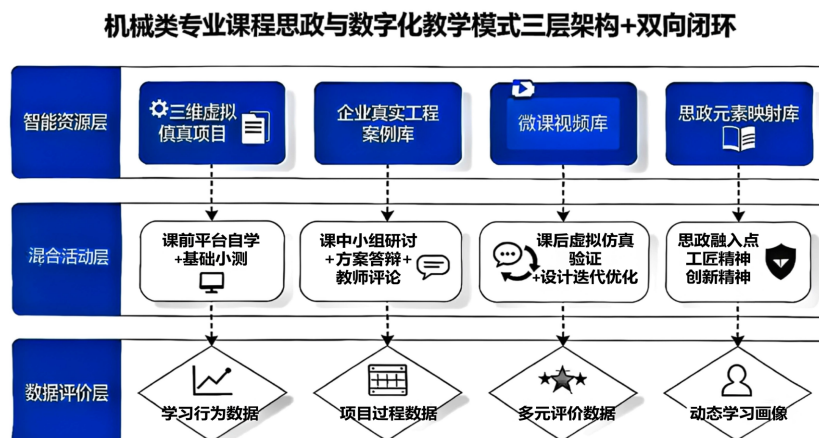 机械类专业课程思政与数字化教学模式三层架构+双向闭环
智能资源层
三维虚拟
慎真项目
企业真实工程
案例库
微课视频库
思政元素映射库
混合活动层
课前平台自学
+基础小测
课中小组研讨
+方案答辩+
教师评论
课后虚拟仿真
验证
+设计迭代优化
思政融入点
工匠精神
创新精神
数据评价层
学习行为数据
项目过程数据
多元评价数据
动态学习画像